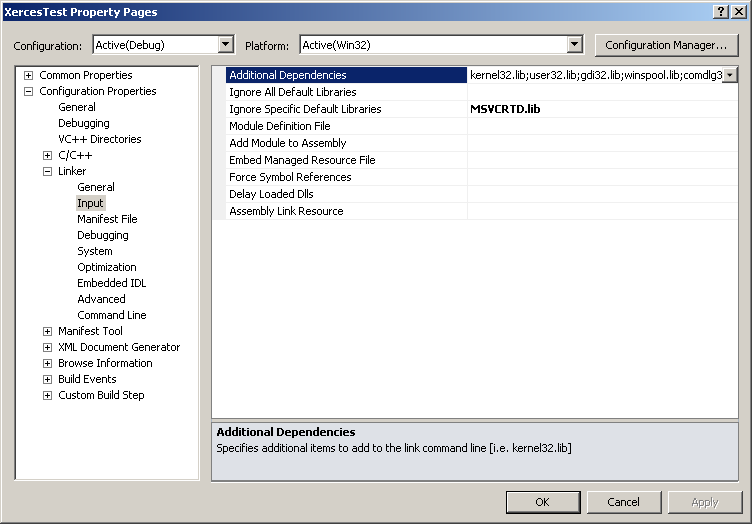 XercesTest Property Pages
Configuration: Active(Debug) Platform: Active(Win32) Configuration Manager...
Common Properties
Configuration Properties
General
Debugging
VC++ Directories
C/C++
Linker
General
Input
Manifest File
Debugging
System
Optimization
Embedded IDL
Advanced
Command Line
Manifest Tool
XML Document Generator
Browse Information
Build Events
Custom Build Step
Additional Dependencies kernel32.lib;user32.lib;gdi32.lib;winspool.lib;comdlg3
Ignore All Default Libraries
Ignore Specific Default Libraries MSVCRTD.lib
Module Definition File
Add Module to Assembly
Embed Managed Resource File
Force Symbol References
Delay Loaded Dlls
Assembly Link Resource
Additional Dependencies
Specifies additional items to add to the link command line [i.e. kernel32.lib]
OK Cancel Apply